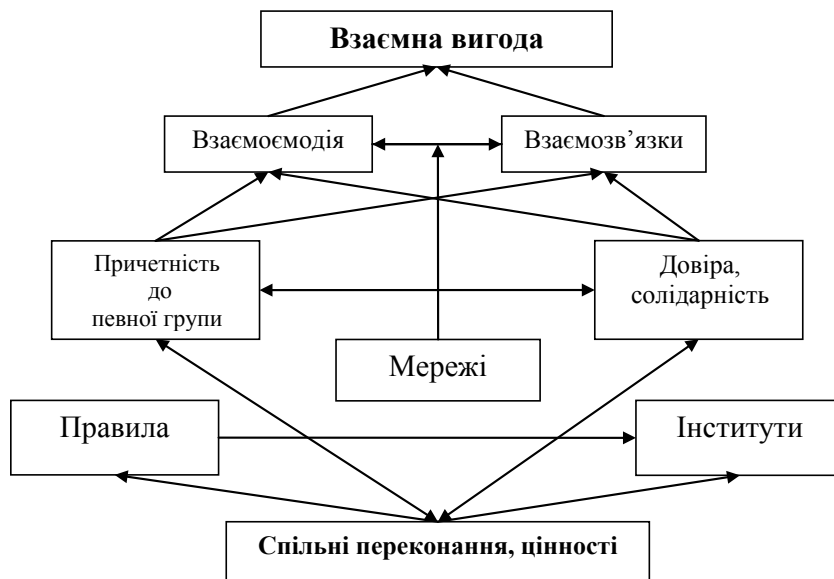 Взаємна вигода
Взаємоємодія
Взаємозв’язки
Причетність
до
певної групи
Довіра,
солідарність
Мережі
Правила
Інститути
Спільні переконання, цінності